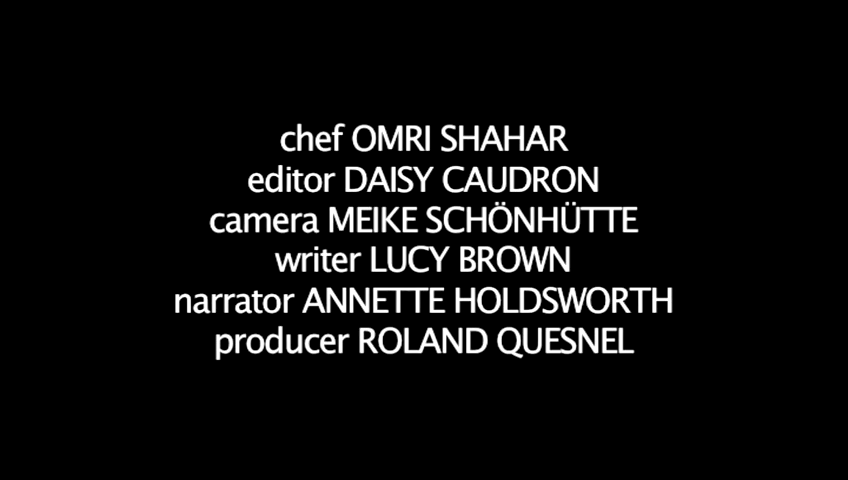 chef OMRI SHAHAR
editor DAISY CAUDRON
camera MEIKE SCHÖNHÜTTE
writer LUCY BROWN
narrator ANNETTE HOLDSWORTH
producer ROLAND QUESNEL